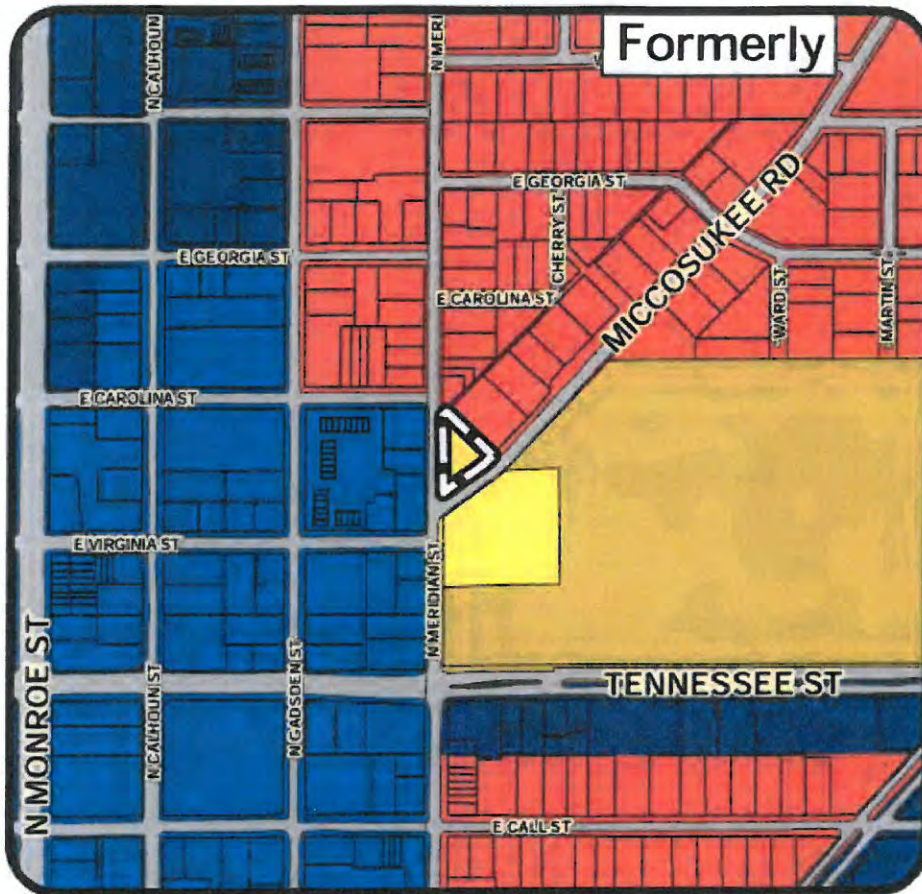 N CALHOUN ST
N MERI
Formerly
E GEORGIA ST
CHERRY ST
MICCOSUKEE RD
E GEORGIA ST
E CAROLINA ST
WARD ST
MARTIN ST
E CAROLINA ST
E VIRGINIA ST
N MERIDIAN ST
N MONROE ST
N CALHOUN ST
N GADSDEN ST
TENNESSEE ST
E CALL ST